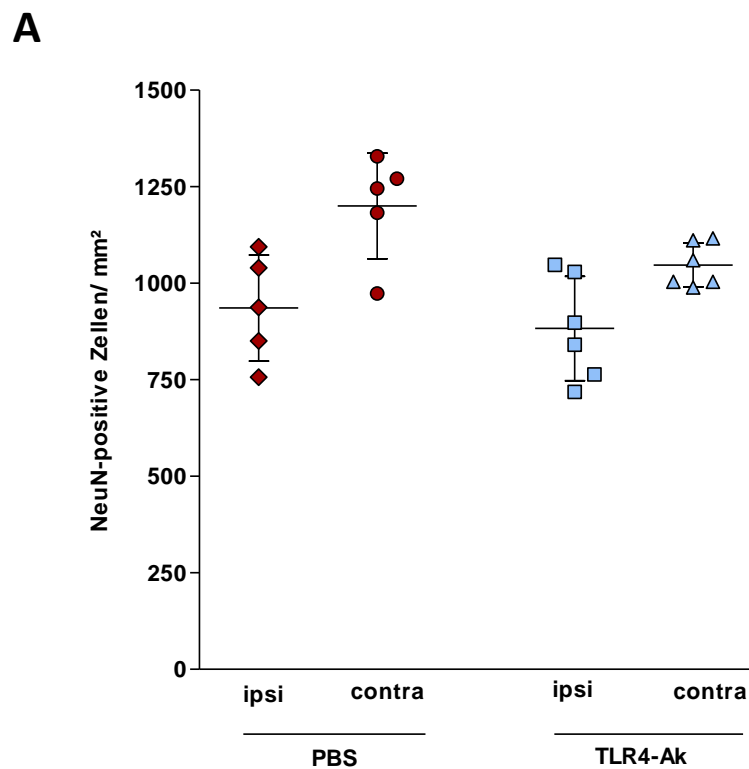 A
1500
1250
1000
750
500
250
0
NeuN-positive Zellen/ mm²
ipsi contra ipsi contra
PBS TLR4-Ak